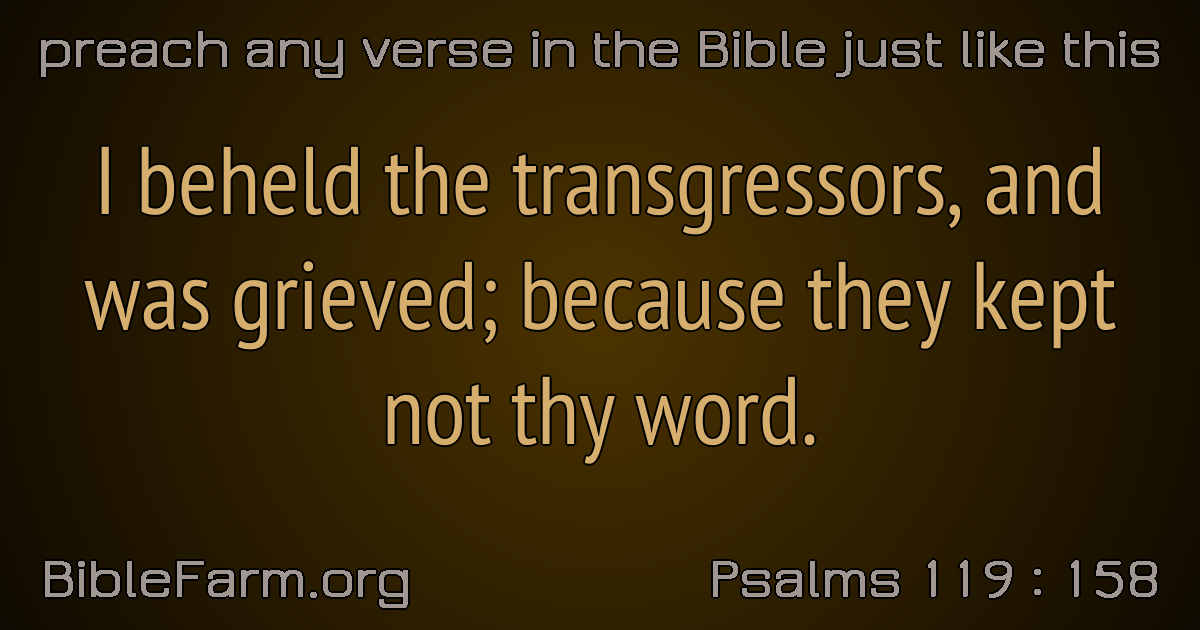 preach any verse in the Bible just like this
I beheld the transgressors, and
was grieved; because they kept
not thy word.
BibleFarm.org
Psalms 119 : 158